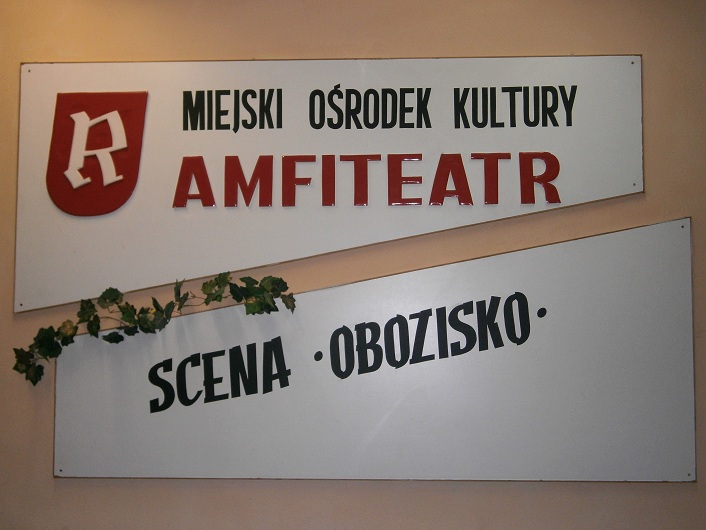 R
MIEJSKI OŚRODEK KULTURY
AMFITEATR
SCENA ·OBOZISKO·